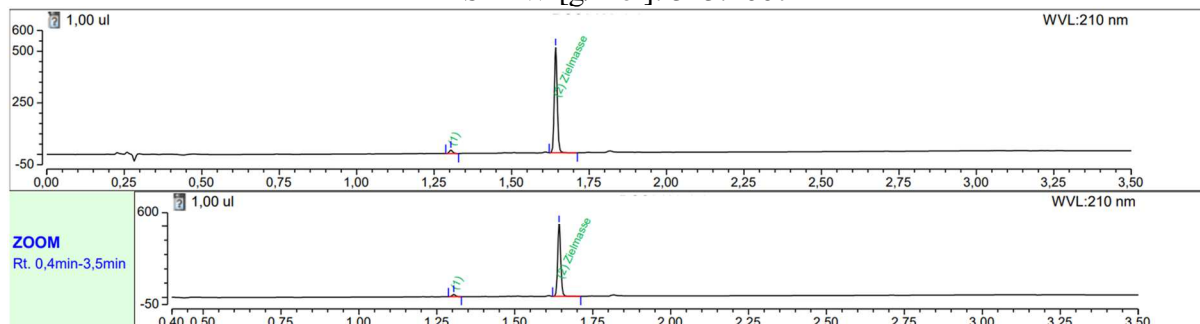 1,00 ul
WVL:210 nm
600
500
250
-50
(1)
(2) Zielmasse
0,00 0,25 0,50 0,75 1,00 1,25 1,50 1,75 2,00 2,25 2,50 2,75 3,00 3,25 3,50
ZOOM
Rt. 0,4min-3,5min
1,00 ul
WVL:210 nm
600
-50
(1)
(2) Zielmasse
0,40 0,50 0,75 1,00 1,25 1,50 1,75 2,00 2,25 2,50 2,75 3,00 3,25 3,50